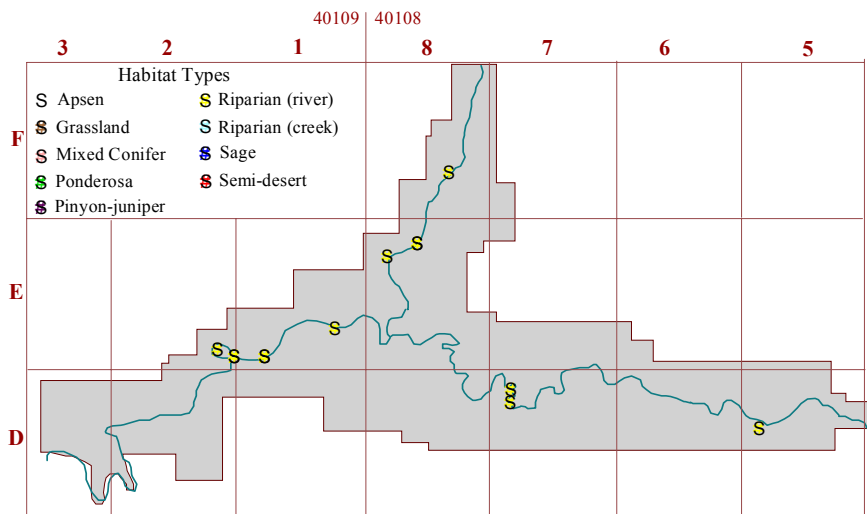 40109 40108
3 2 1 8 7 6 5
Habitat Types
S Apsen S Riparian (river)
S Grassland S Riparian (creek)
S Mixed Conifer S Sage
S Ponderosa S Semi-desert
S Pinyon-juniper
F
S
S
E
S
S
S
S
S
S
S
S
D
S